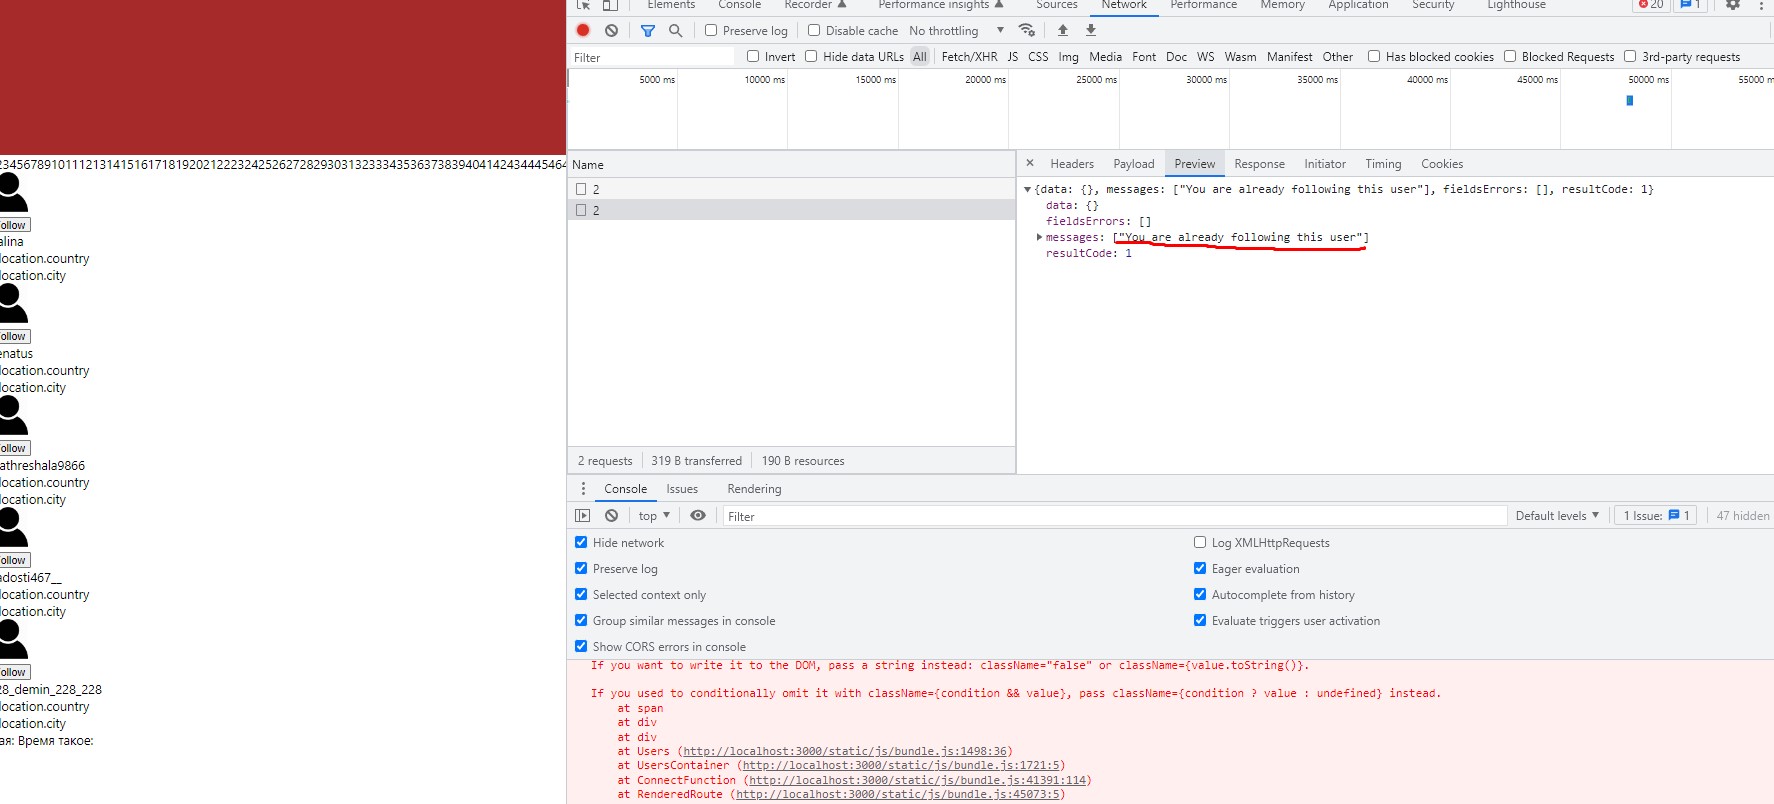 Elements Console Recorder Performance insights Sources Network Performance Memory Application Security Lighthouse 20 1
Preserve log Disable cache No throttling
Filter Invert Hide data URLs All Fetch/XHR JS CSS Img Media Font Doc WS Wasm Manifest Other Has blocked cookies Blocked Requests 3rd-party requests
5000 ms 10000 ms 15000 ms 20000 ms 25000 ms 30000 ms 35000 ms 40000 ms 45000 ms 50000 ms 55000 m
Name
2
2
2 requests 319 B transferred 190 B resources
× Headers Payload Preview Response Initiator Timing Cookies
{data: {}, messages: ["You are already following this user"], fieldsErrors: [], resultCode: 1}
data: {}
fieldsErrors: []
messages: ["You are already following this user"]
resultCode: 1
Console Issues Rendering
top Filter Default levels 1 Issue: 1 47 hidden
Hide network Log XMLHttpRequests
Preserve log Eager evaluation
Selected context only Autocomplete from history
Group similar messages in console Evaluate triggers user activation
Show CORS errors in console
If you want to write it to the DOM, pass a string instead: className="false" or className={value.toString()}.
If you used to conditionally omit it with className={condition && value}, pass className={condition ? value : undefined} instead.
at span
at div
at div
at Users (http://localhost:3000/static/js/bundle.js:1498:36)
at UsersContainer (http://localhost:3000/static/js/bundle.js:1721:5)
at ConnectFunction (http://localhost:3000/static/js/bundle.js:41391:114)
at RenderedRoute (http://localhost:3000/static/js/bundle.js:45073:5)
ollow
alina
location.country
location.city
ollow
enatus
location.country
location.city
ollow
athreshala9866
location.country
location.city
ollow
adosti467__
location.country
location.city
ollow
28_demin_228_228
location.country
location.city
ая: Время такое: